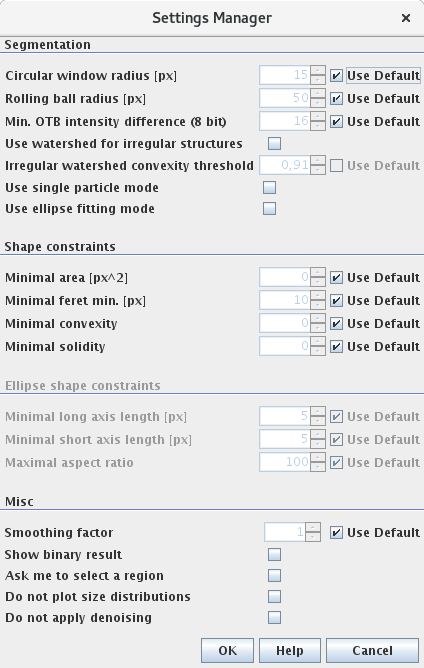 Settings Manager
Segmentation
Circular window radius [px] 15 Use Default
Rolling ball radius [px] 50 Use Default
Min. OTB intensity difference (8 bit) 16 Use Default
Use watershed for irregular structures
Irregular watershed convexity threshold 0,91 Use Default
Use single particle mode
Use ellipse fitting mode
Shape constraints
Minimal area [px^2] 0 Use Default
Minimal feret min. [px] 10 Use Default
Minimal convexity 0 Use Default
Minimal solidity 0 Use Default
Ellipse shape constraints
Minimal long axis length [px] 5 Use Default
Minimal short axis length [px] 5 Use Default
Maximal aspect ratio 100 Use Default
Misc
Smoothing factor 1 Use Default
Show binary result
Ask me to select a region
Do not plot size distributions
Do not apply denoising
OK Help Cancel